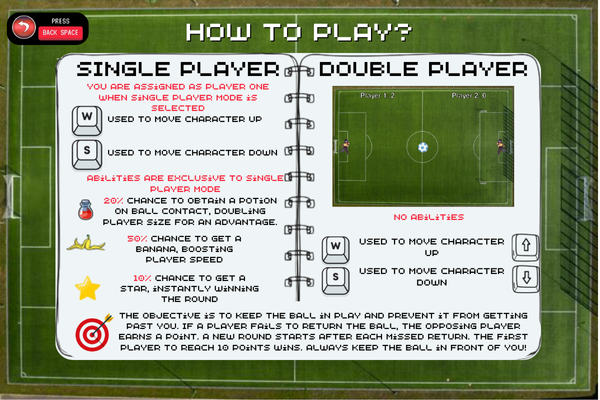 PRESS
BACK SPACE
HOW TO PLAY?
SINGLE PLAYER
YOU ARE ASSIGNED AS PLAYER ONE
WHEN SINGLE PLAYER MODE IS
SELECTED
W
USED TO MOVE CHARACTER UP
S
USED TO MOVE CHARACTER DOWN
ABILITIES ARE EXCLUSIVE TO SINGLE
PLAYER MODE
20% CHANCE TO OBTAIN A POTION
ON BALL CONTACT, DOUBLING
PLAYER SIZE FOR AN ADVANTAGE.
50% CHANCE TO GET A
BANANA, BOOSTING
PLAYER SPEED
10% CHANCE TO GET A
STAR, INSTANTLY WINNING
THE ROUND
DOUBLE PLAYER
Player 1: 2
Player 2: 0
NO ABILITIES
W
USED TO MOVE CHARACTER
UP
S
USED TO MOVE CHARACTER
DOWN
THE OBJECTIVE IS TO KEEP THE BALL IN PLAY AND PREVENT IT FROM GETTING
PAST YOU. IF A PLAYER FAILS TO RETURN THE BALL, THE OPPOSING PLAYER
EARNS A POINT. A NEW ROUND STARTS AFTER EACH MISSED RETURN. THE FIRST
PLAYER TO REACH 10 POINTS WINS. ALWAYS KEEP THE BALL IN FRONT OF YOU!